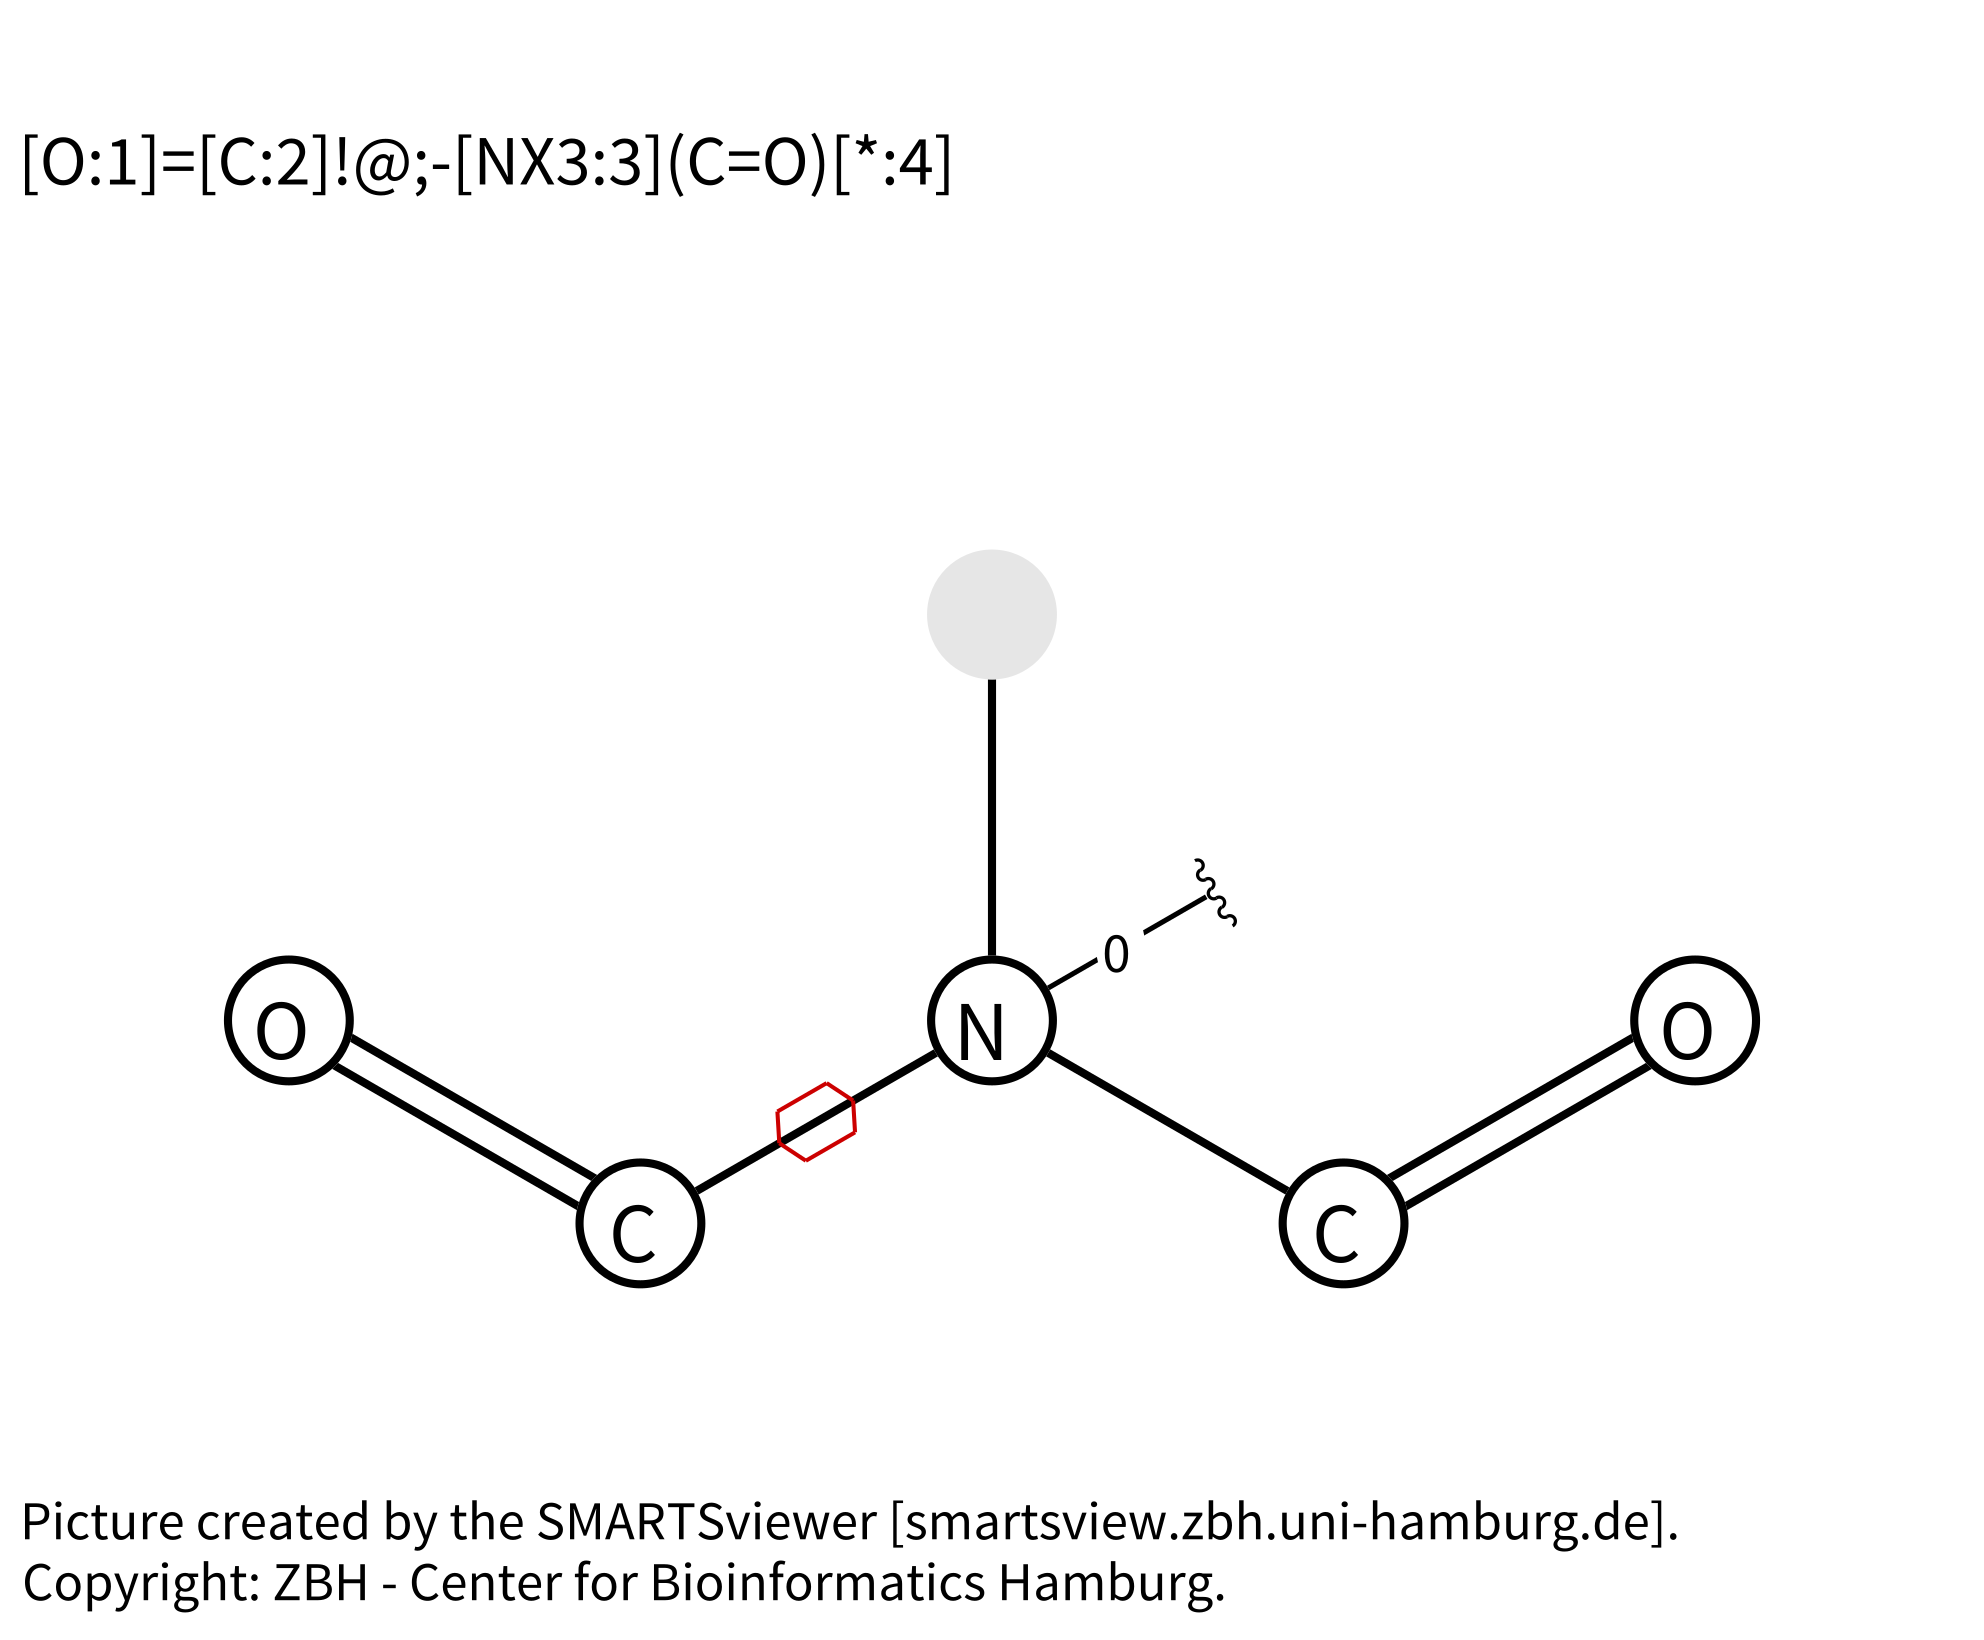 [O:1]=[C:2]!@;-[NX3:3](C=O)[*:4]
0
O
N
O
C
C
Picture created by the SMARTSviewer [smartsview.zbh.uni-hamburg.de].
Copyright: ZBH - Center for Bioinformatics Hamburg.